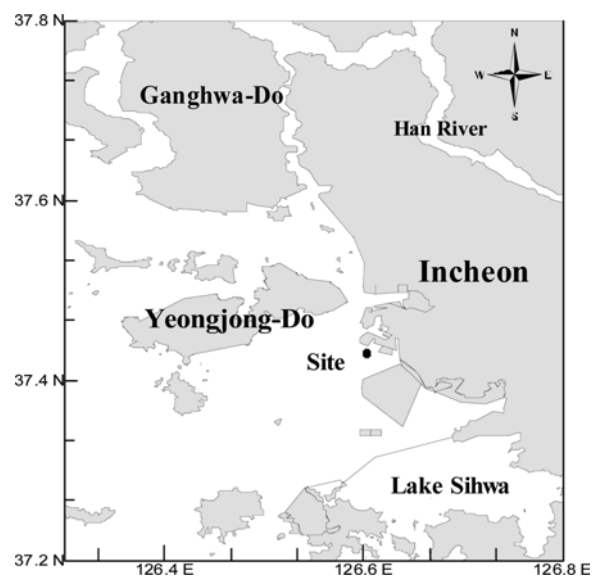 37.8 N
N
W E
S
Ganghwa-Do
Han River
37.6 N
Incheon
Yeongjong-Do
Site
37.4 N
Lake Sihwa
37.2 N
126.4 E 126.6 E 126.8 E